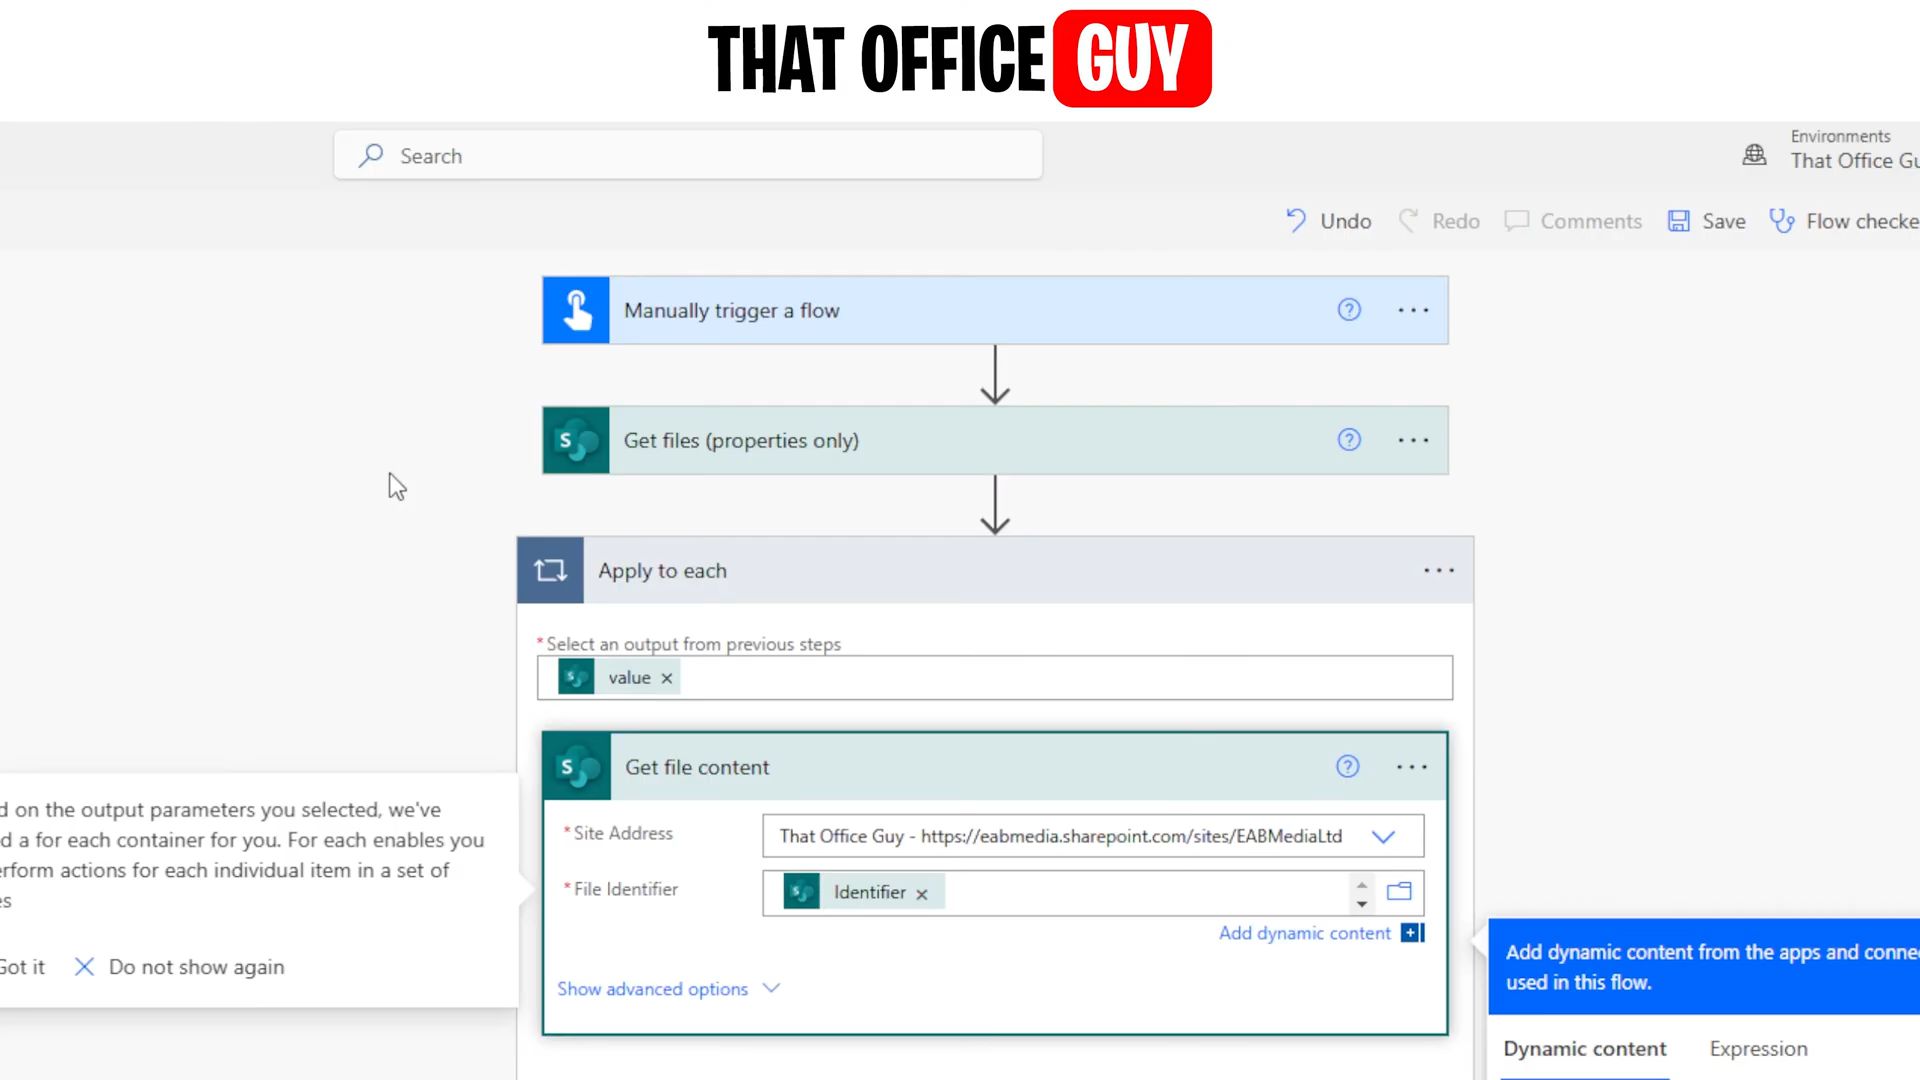 THAT OFFICE GUY
Search
Environments
That Office Gu
Undo
Redo
Comments
Save
Flow checke
Manually trigger a flow
Get files (properties only)
Apply to each
* Select an output from previous steps
value
Get file content
* Site Address
That Office Guy - https://eabmedia.sharepoint.com/sites/EABMediaLtd
* File Identifier
Identifier
Add dynamic content
Show advanced options
d on the output parameters you selected, we've
d a for each container for you. For each enables you
erform actions for each individual item in a set of
es
Got it
Do not show again
Add dynamic content from the apps and connec
used in this flow.
Dynamic content
Expression